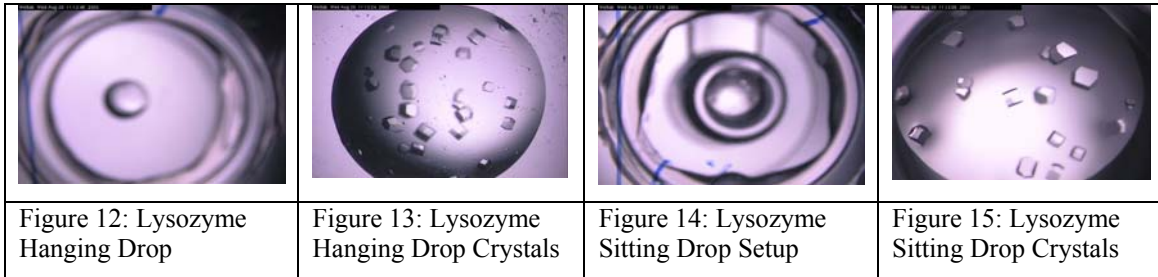 Figure 12: Lysozyme
Hanging Drop
Figure 13: Lysozyme
Hanging Drop Crystals
Figure 14: Lysozyme
Sitting Drop Setup
Figure 15: Lysozyme
Sitting Drop Crystals